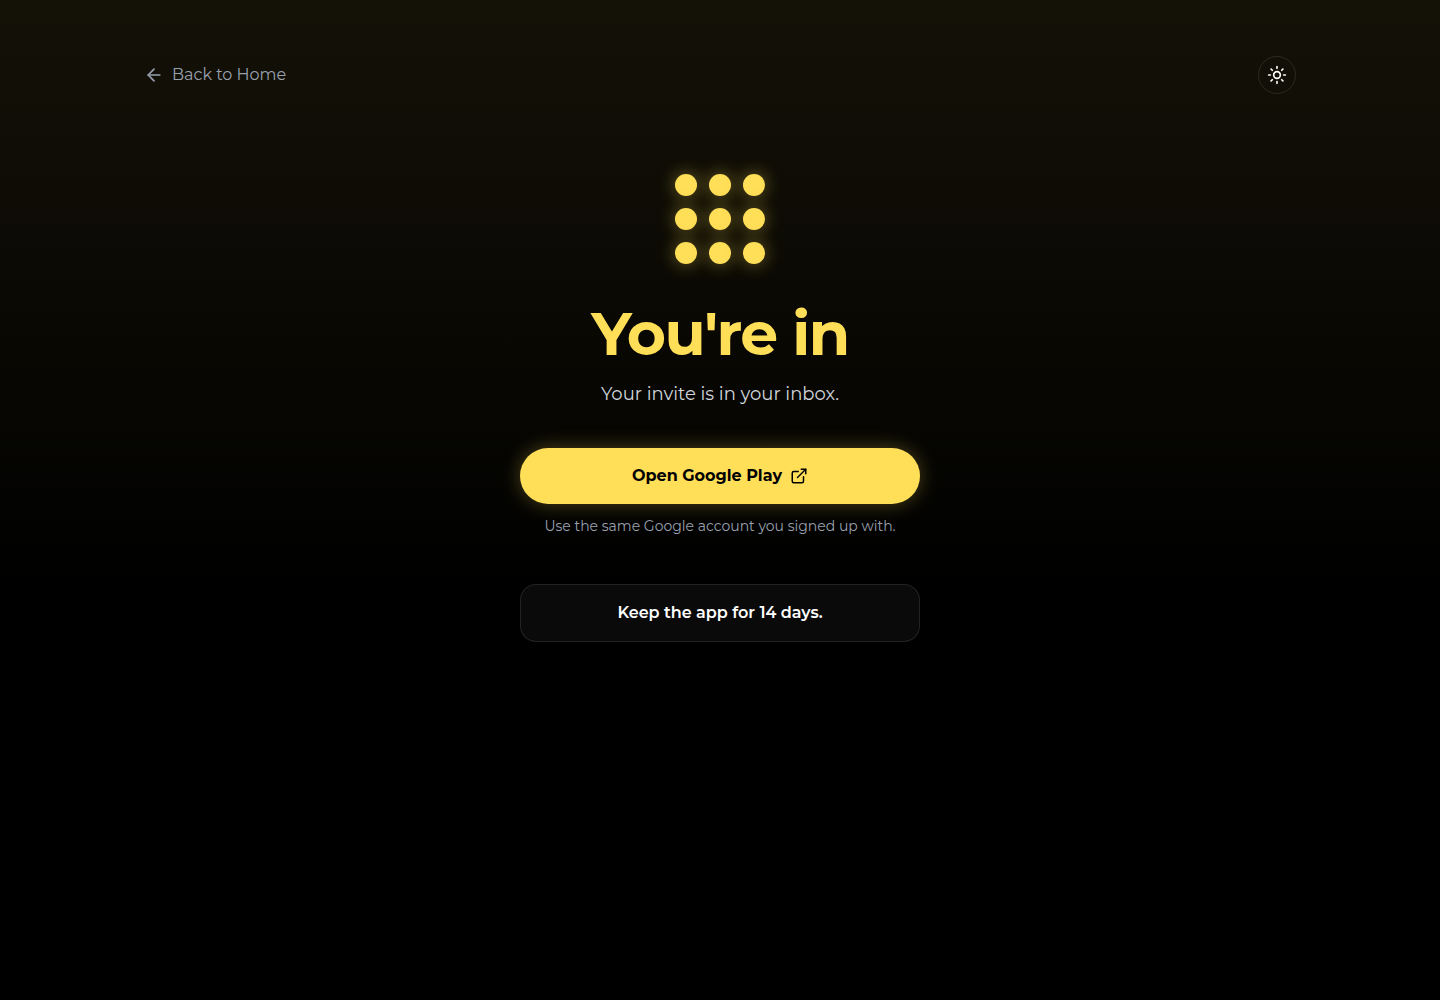 Back to Home
You're in
Your invite is in your inbox.
Open Google Play
Use the same Google account you signed up with.
Keep the app for 14 days.